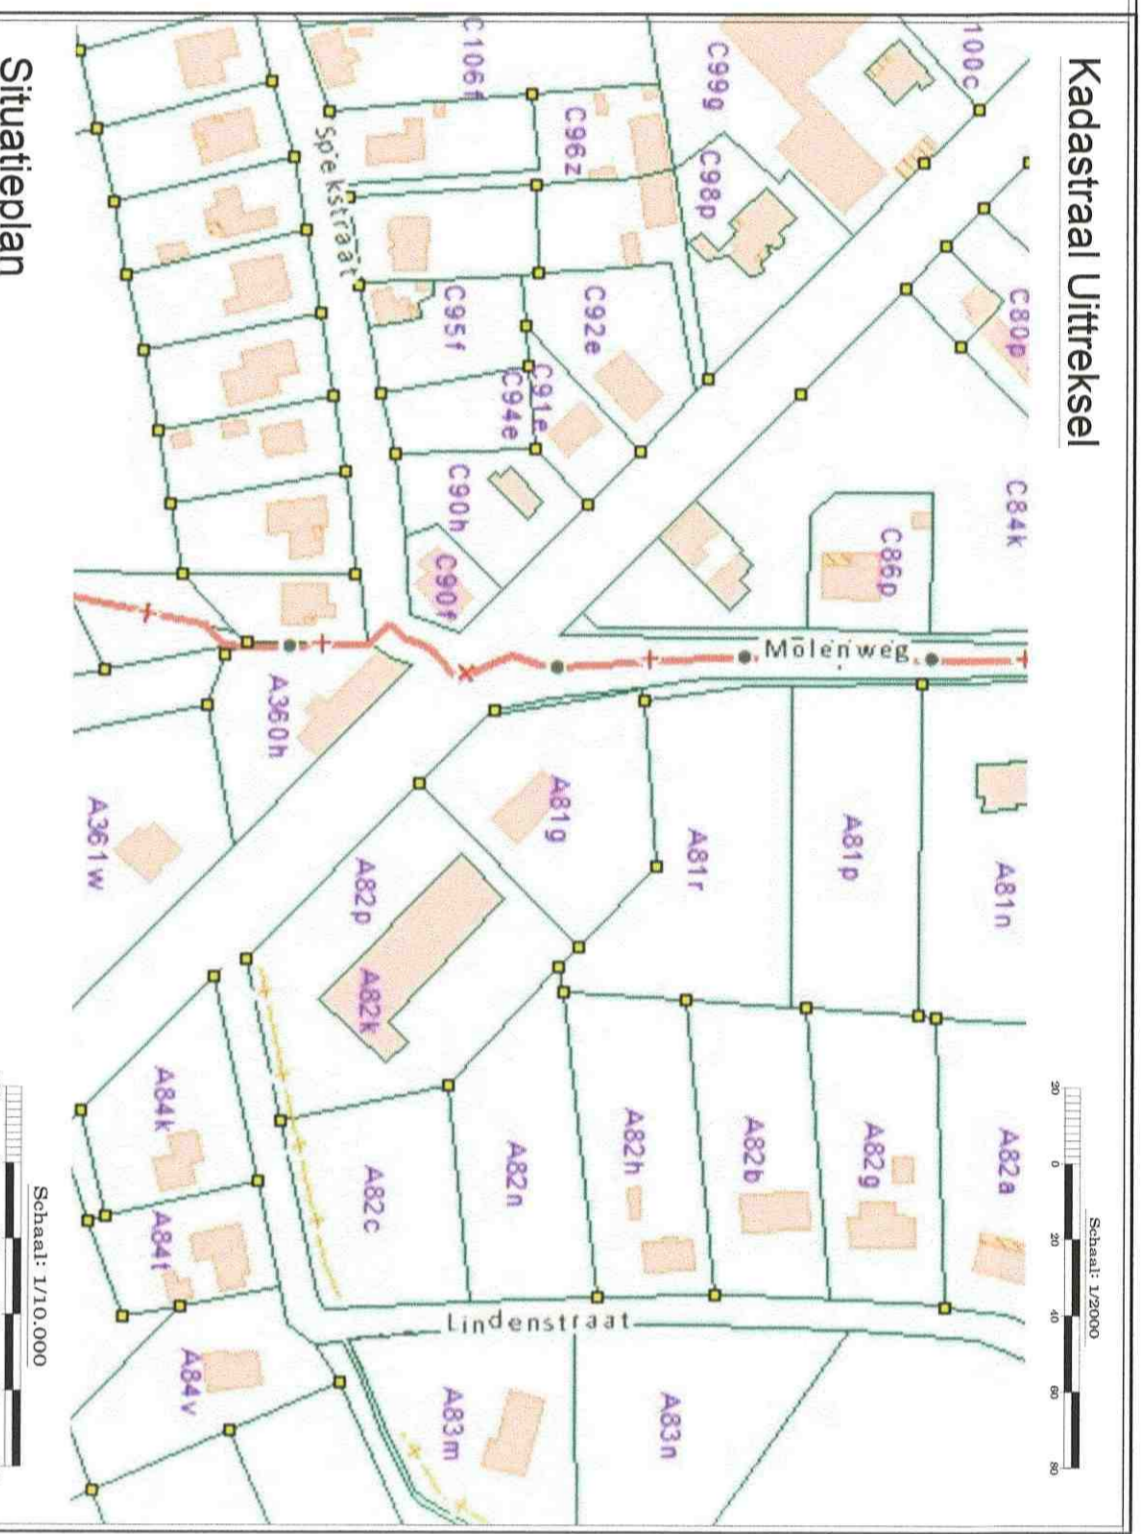 Kadastraal Uittreksel
Schaal: 1/2000
20 0 20 40 60 80
100c
C80p
C84k
C99g
C98p
C86p
C106f
C96z
C92e
C91e
C94e
C95f
C90h
C90f
Spiekstraat
Molenweg
A81n
A81p
A81r
A81g
A82a
A82g
A82b
A82h
A82n
A82c
A82p
A82k
A360h
A361w
A84k
A84t
A84v
A83m
A83n
Lindenstraat
Situatieplan
Schaal: 1/10.000